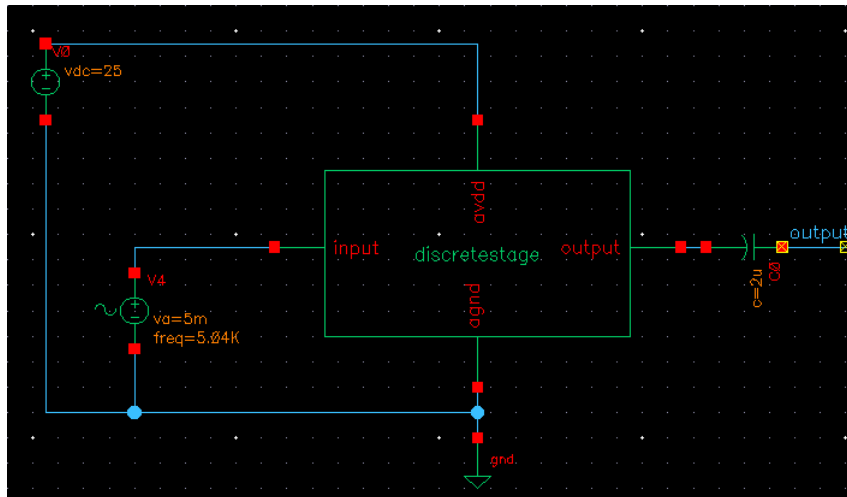 V0
vdc=25
avdd
input
discretestage
output
output
agnd
V4
va=5m
freq=5.04K
c=2u
C0
gnd